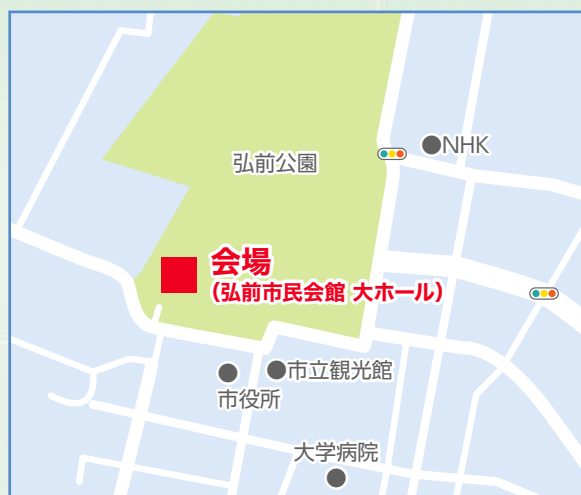 NHK
弘前公園
会場
（弘前市民会館 大ホール）
市立観光館
市役所
大学病院